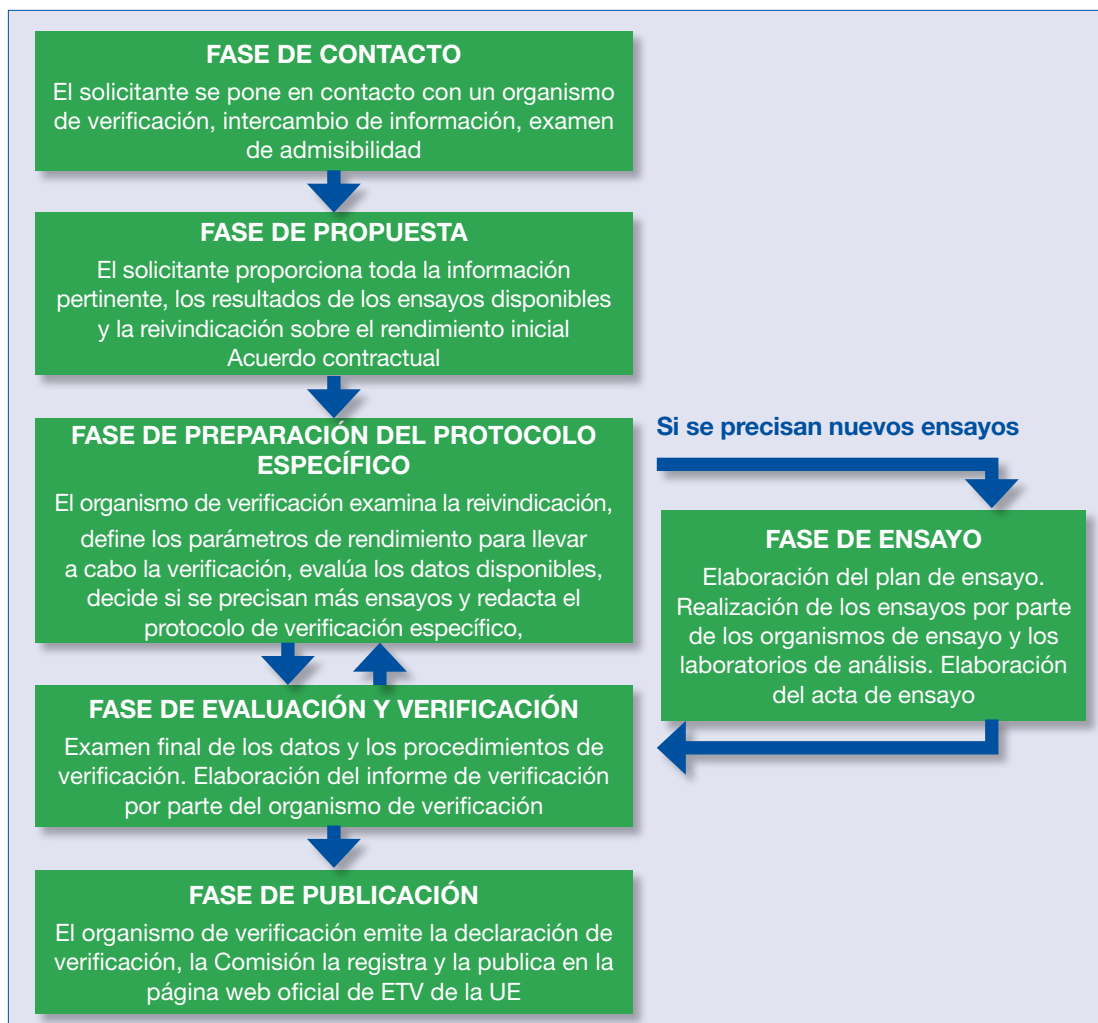 FASE DE CONTACTO
El solicitante se pone en contacto con un organismo
de verificación, intercambio de información, examen
de admisibilidad
FASE DE PROPUESTA
El solicitante proporciona toda la información
pertinente, los resultados de los ensayos disponibles
y la reivindicación sobre el rendimiento inicial
Acuerdo contractual
FASE DE PREPARACIÓN DEL PROTOCOLO
ESPECÍFICO
El organismo de verificación examina la reivindicación,
define los parámetros de rendimiento para llevar
a cabo la verificación, evalúa los datos disponibles,
decide si se precisan más ensayos y redacta el
protocolo de verificación específico,
Si se precisan nuevos ensayos
FASE DE ENSAYO
Elaboración del plan de ensayo.
Realización de los ensayos por parte
de los organismos de ensayo y los
laboratorios de análisis. Elaboración
del acta de ensayo
FASE DE EVALUACIÓN Y VERIFICACIÓN
Examen final de los datos y los procedimientos de
verificación. Elaboración del informe de verificación
por parte del organismo de verificación
FASE DE PUBLICACIÓN
El organismo de verificación emite la declaración de
verificación, la Comisión la registra y la publica en la
página web oficial de ETV de la UE